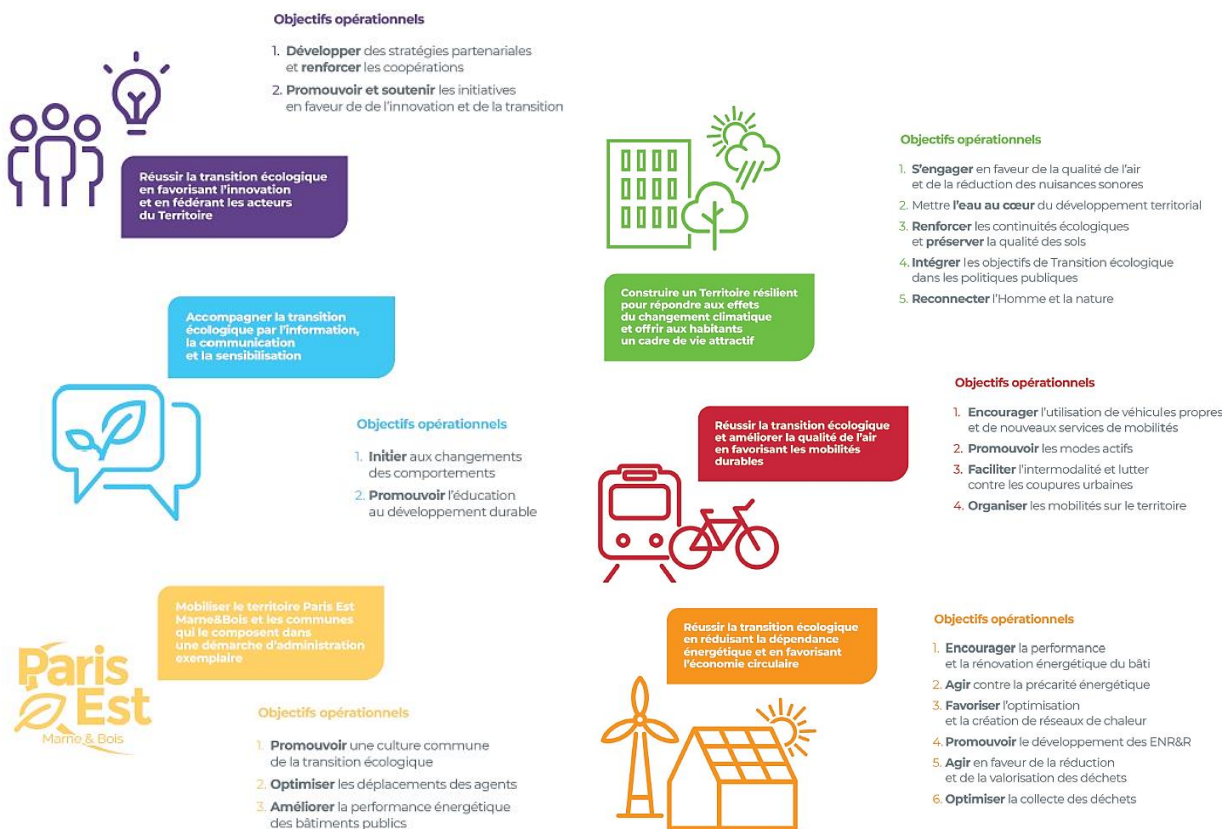 Objectifs opérationnels
1. Développer des stratégies partenariales
et renforcer les coopérations
2. Promouvoir et soutenir les initiatives
en faveur de de l'innovation et de la transition
Réussir la transition écologique
en favorisant l'innovation
et en fédérant les acteurs
du Territoire
Accompagner la transition
écologique par l'information,
la communication
et la sensibilisation
Objectifs opérationnels
1. Initier aux changements
des comportements
2. Promouvoir l'éducation
au développement durable
Mobiliser le territoire Paris Est
Marne&Bois et les communes
qui le composent dans
une démarche d'administration
exemplaire
Paris
Est
Marne & Bois
Objectifs opérationnels
1. Promouvoir une culture commune
de la transition écologique
2. Optimiser les déplacements des agents
3. Améliorer la performance énergétique
des bâtiments publics
Objectifs opérationnels
1. S'engager en faveur de la qualité de l'air
et de la réduction des nuisances sonores
2. Mettre l'eau au cœur du développement territorial
3. Renforcer les continuités écologiques
et préserver la qualité des sols
4. Intégrer les objectifs de Transition écologique
dans les politiques publiques
5. Reconnecter l'Homme et la nature
Construire un Territoire résilient
pour répondre aux effets
du changement climatique
et offrir aux habitants
un cadre de vie attractif
Objectifs opérationnels
1. Encourager l'utilisation de véhicules propres
et de nouveaux services de mobilités
2. Promouvoir les modes actifs
3. Faciliter l'intermodalité et lutter
contre les coupures urbaines
4. Organiser les mobilités sur le territoire
Réussir la transition écologique
et améliorer la qualité de l'air
en favorisant les mobilités
durables
Réussir la transition écologique
en réduisant la dépendance
énergétique et en favorisant
l'économie circulaire
Objectifs opérationnels
1. Encourager la performance
et la rénovation énergétique du bâti
2. Agir contre la précarité énergétique
3. Favoriser l'optimisation
et la création de réseaux de chaleur
4. Promouvoir le développement des ENR&R
5. Agir en faveur de la réduction
et de la valorisation des déchets
6. Optimiser la collecte des déchets